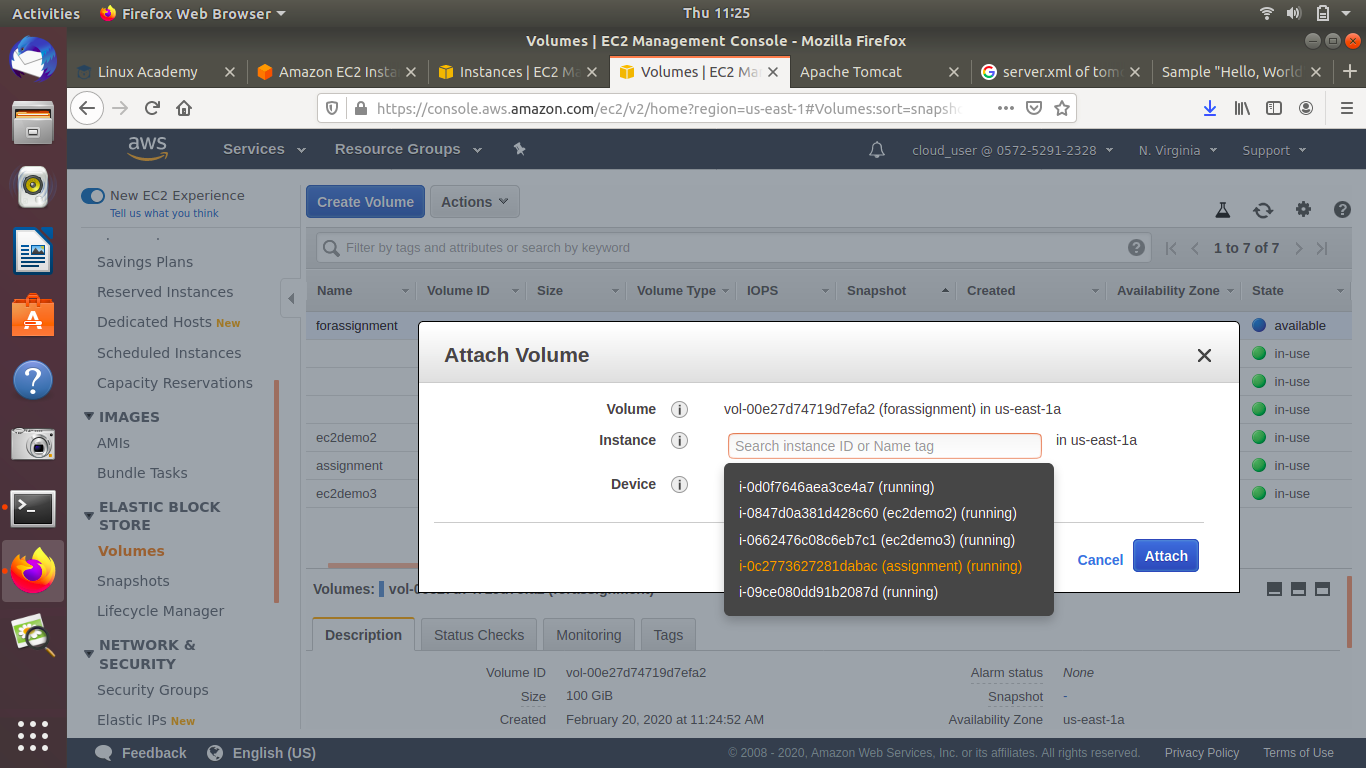 Activities Firefox Web Browser Thu 11:25
Volumes | EC2 Management Console - Mozilla Firefox
Linux Academy Amazon EC2 Insta Instances | EC2 Ma Volumes | EC2 Ma Apache Tomcat server.xml of tom Sample "Hello, World
https://console.aws.amazon.com/ec2/v2/home?region=us-east-1#Volumes:sort=snapsh
aws Services Resource Groups cloud_user @ 0572-5291-2328 N. Virginia Support
New EC2 Experience
Tell us what you think
Savings Plans
Reserved Instances
Dedicated Hosts New
Scheduled Instances
Capacity Reservations
IMAGES
AMIs
Bundle Tasks
ELASTIC BLOCK
STORE
Volumes
Snapshots
Lifecycle Manager
NETWORK &
SECURITY
Security Groups
Elastic IPs New
Create Volume Actions
Filter by tags and attributes or search by keyword 1 to 7 of 7
Name Volume ID Size Volume Type IOPS Snapshot Created Availability Zone State
forassignment available
in-use
in-use
in-use
ec2demo2 in-use
assignment in-use
ec2demo3 in-use
Attach Volume
Volume vol-00e27d74719d7efa2 (forassignment) in us-east-1a
Instance Search instance ID or Name tag in us-east-1a
Device
i-0d0f7646aea3ce4a7 (running)
i-0847d0a381d428c60 (ec2demo2) (running)
i-0662476c08c6eb7c1 (ec2demo3) (running)
i-0c2773627281dabac (assignment) (running)
i-09ce080dd91b2087d (running)
Cancel Attach
Volumes:
Description Status Checks Monitoring Tags
Volume ID vol-00e27d74719d7efa2 Alarm status None
Size 100 GiB Snapshot -
Created February 20, 2020 at 11:24:52 AM Availability Zone us-east-1a
Feedback English (US) © 2008 - 2020, Amazon Web Services, Inc. or its affiliates. All rights reserved. Privacy Policy Terms of Use